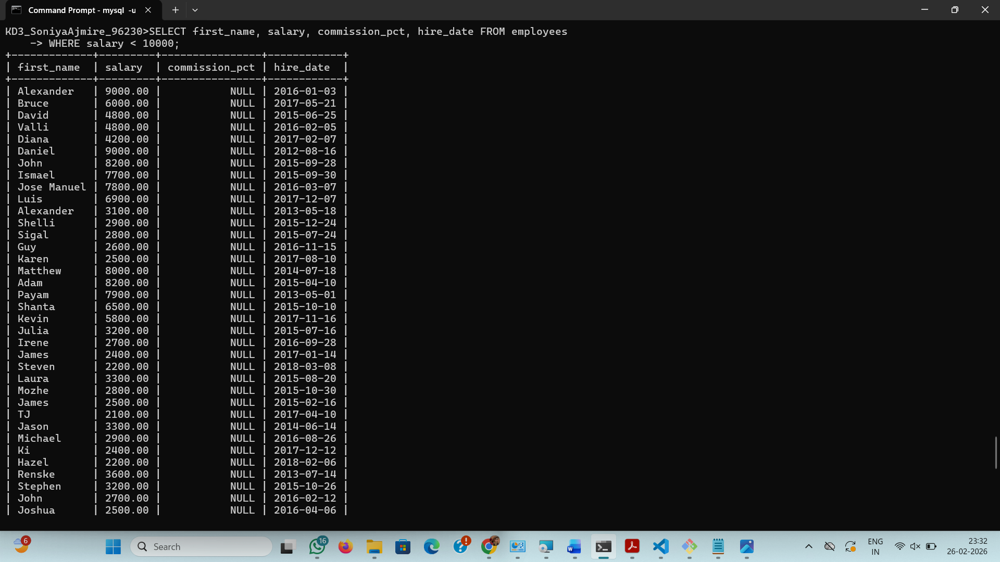 Command Prompt - mysql -u
KD3_SoniyaAjmire_96230>SELECT first_name, salary, commission_pct, hire_date FROM employees
    -> WHERE salary < 10000;
+-------------+---------+----------------+------------+
| first_name  | salary  | commission_pct | hire_date  |
+-------------+---------+----------------+------------+
| Alexander   | 9000.00 |           NULL | 2016-01-03 |
| Bruce       | 6000.00 |           NULL | 2017-05-21 |
| David       | 4800.00 |           NULL | 2015-06-25 |
| Valli       | 4800.00 |           NULL | 2016-02-05 |
| Diana       | 4200.00 |           NULL | 2017-02-07 |
| Daniel      | 9000.00 |           NULL | 2012-08-16 |
| John        | 8200.00 |           NULL | 2015-09-28 |
| Ismael      | 7700.00 |           NULL | 2015-09-30 |
| Jose Manuel | 7800.00 |           NULL | 2016-03-07 |
| Luis        | 6900.00 |           NULL | 2017-12-07 |
| Alexander   | 3100.00 |           NULL | 2013-05-18 |
| Shelli      | 2900.00 |           NULL | 2015-12-24 |
| Sigal       | 2800.00 |           NULL | 2015-07-24 |
| Guy         | 2600.00 |           NULL | 2016-11-15 |
| Karen       | 2500.00 |           NULL | 2017-08-10 |
| Matthew     | 8000.00 |           NULL | 2014-07-18 |
| Adam        | 8200.00 |           NULL | 2015-04-10 |
| Payam       | 7900.00 |           NULL | 2013-05-01 |
| Shanta      | 6500.00 |           NULL | 2015-10-10 |
| Kevin       | 5800.00 |           NULL | 2017-11-16 |
| Julia       | 3200.00 |           NULL | 2015-07-16 |
| Irene       | 2700.00 |           NULL | 2016-09-28 |
| James       | 2400.00 |           NULL | 2017-01-14 |
| Steven      | 2200.00 |           NULL | 2018-03-08 |
| Laura       | 3300.00 |           NULL | 2015-08-20 |
| Mozhe       | 2800.00 |           NULL | 2015-10-30 |
| James       | 2500.00 |           NULL | 2015-02-16 |
| TJ          | 2100.00 |           NULL | 2017-04-10 |
| Jason       | 3300.00 |           NULL | 2014-06-14 |
| Michael     | 2900.00 |           NULL | 2016-08-26 |
| Ki          | 2400.00 |           NULL | 2017-12-12 |
| Hazel       | 2200.00 |           NULL | 2018-02-06 |
| Renske      | 3600.00 |           NULL | 2013-07-14 |
| Stephen     | 3200.00 |           NULL | 2015-10-26 |
| John        | 2700.00 |           NULL | 2016-02-12 |
| Joshua      | 2500.00 |           NULL | 2016-04-06 |
6
Search
16
ENG
IN
23:32
26-02-2026